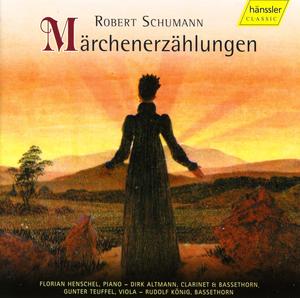 ROBERT SCHUMANN
Märchenerzählungen
hänssler
CLASSIC
FLORIAN HENSCHEL, PIANO – DIRK ALTMANN, CLARINET & BASSETHORN,
GUNTER TEUFFEL, VIOLA – RUDOLF KÖNIG, BASSETHORN